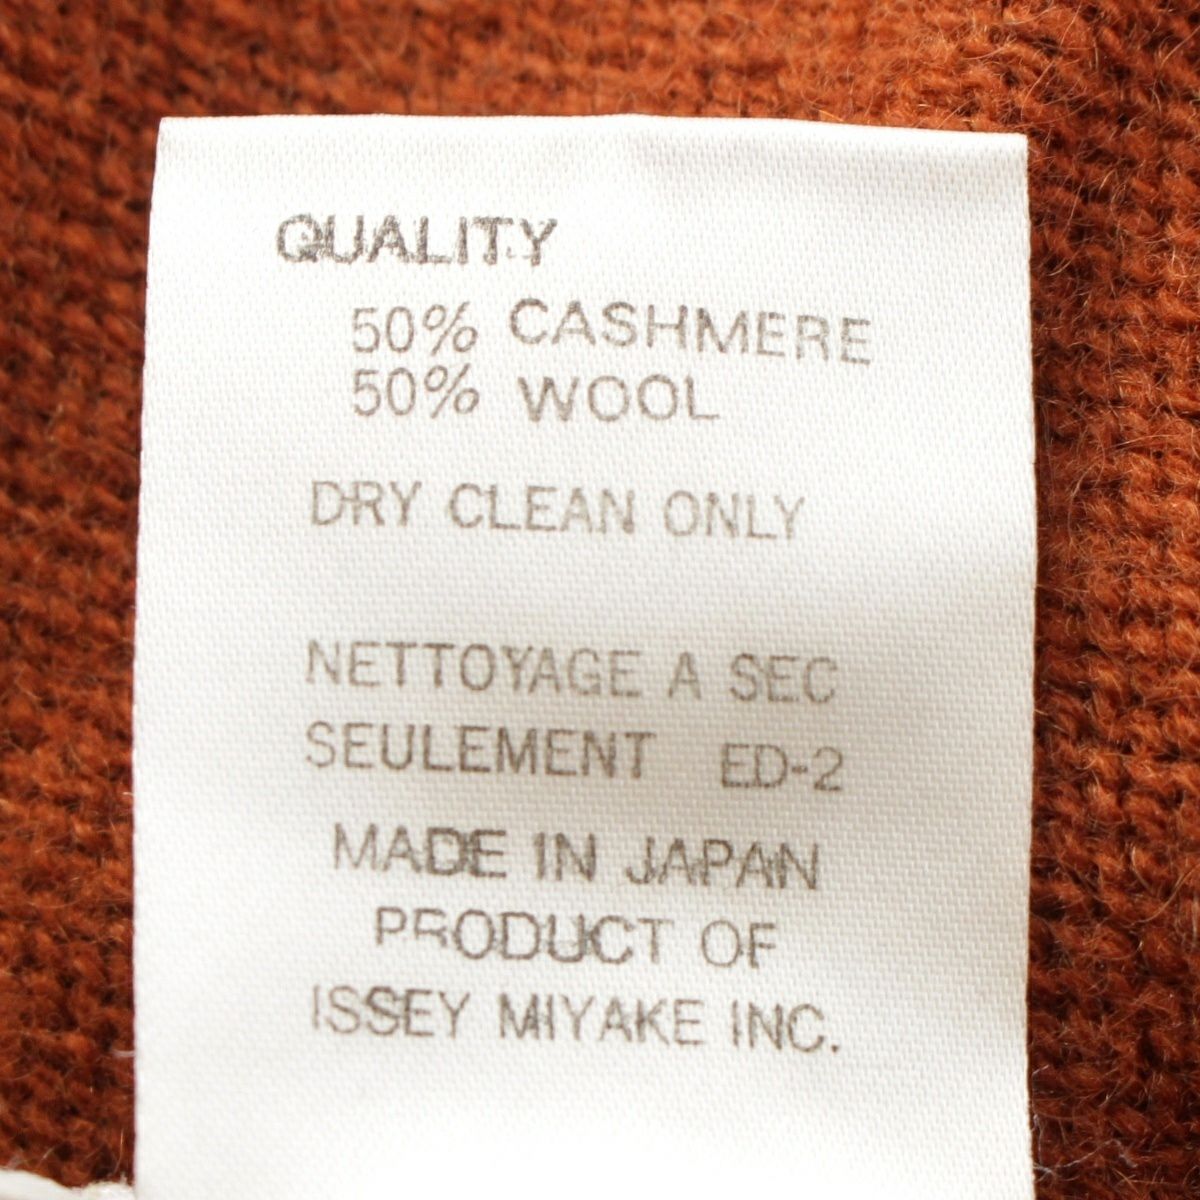 QUALITY
50% CASHMERE
50% WOOL
DRY CLEAN ONLY
NETTOYAGE A SEC
SEULEMENT ED-2
MADE IN JAPAN
PRODUCT OF
ISSEY MIYAKE INC.